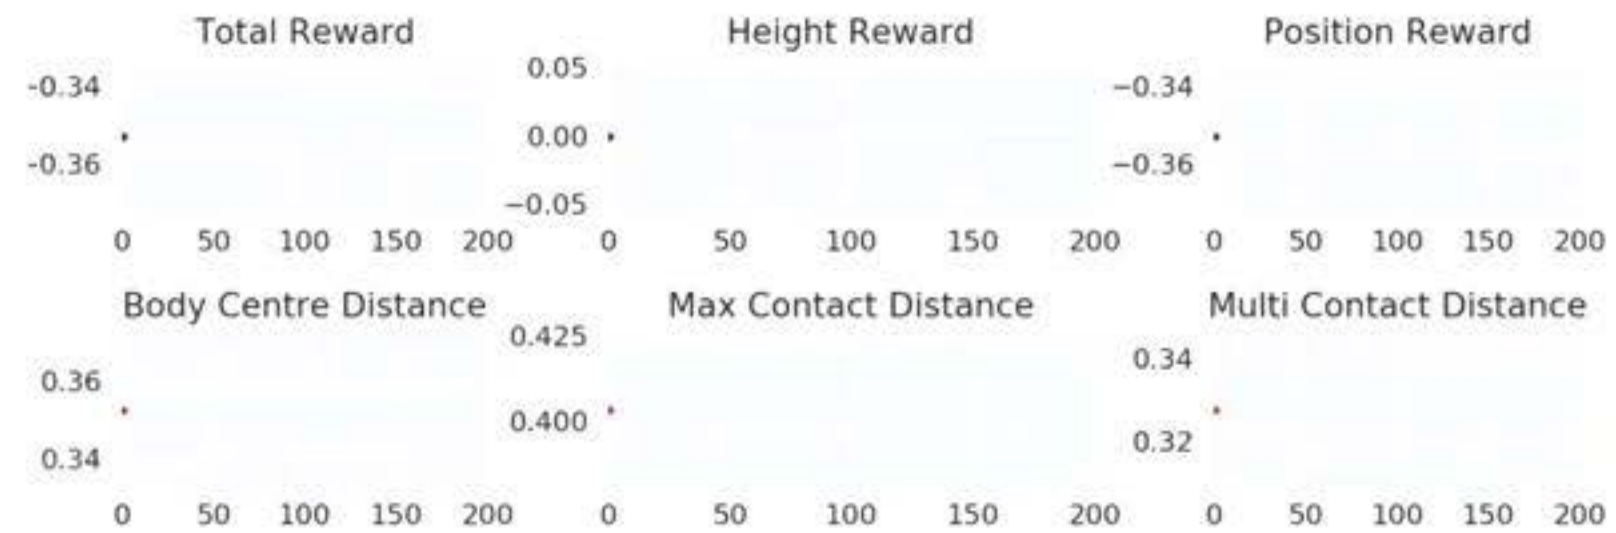 Total Reward Height Reward Position Reward
-0.34 0.05 −0.34
0.00
-0.36 −0.36
−0.05
0 50 100 150 200 0 50 100 150 200 0 50 100 150 200
Body Centre Distance Max Contact Distance Multi Contact Distance
0.425
0.36 0.34
0.400
0.34 0.32
0 50 100 150 200 0 50 100 150 200 0 50 100 150 200